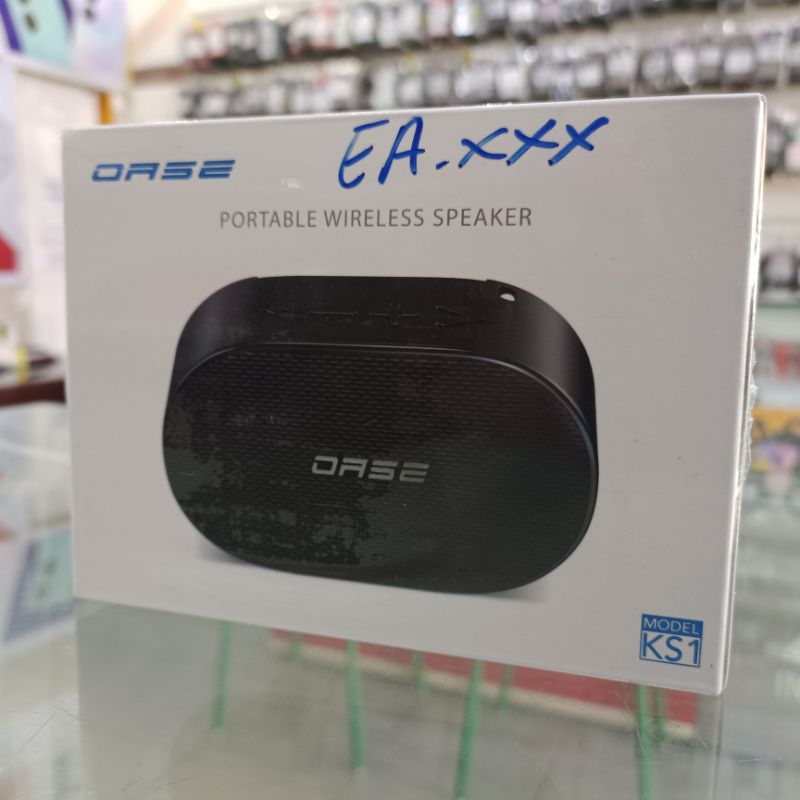 OASE
EA.xxx
PORTABLE WIRELESS SPEAKER
OASE
MODEL
KS1